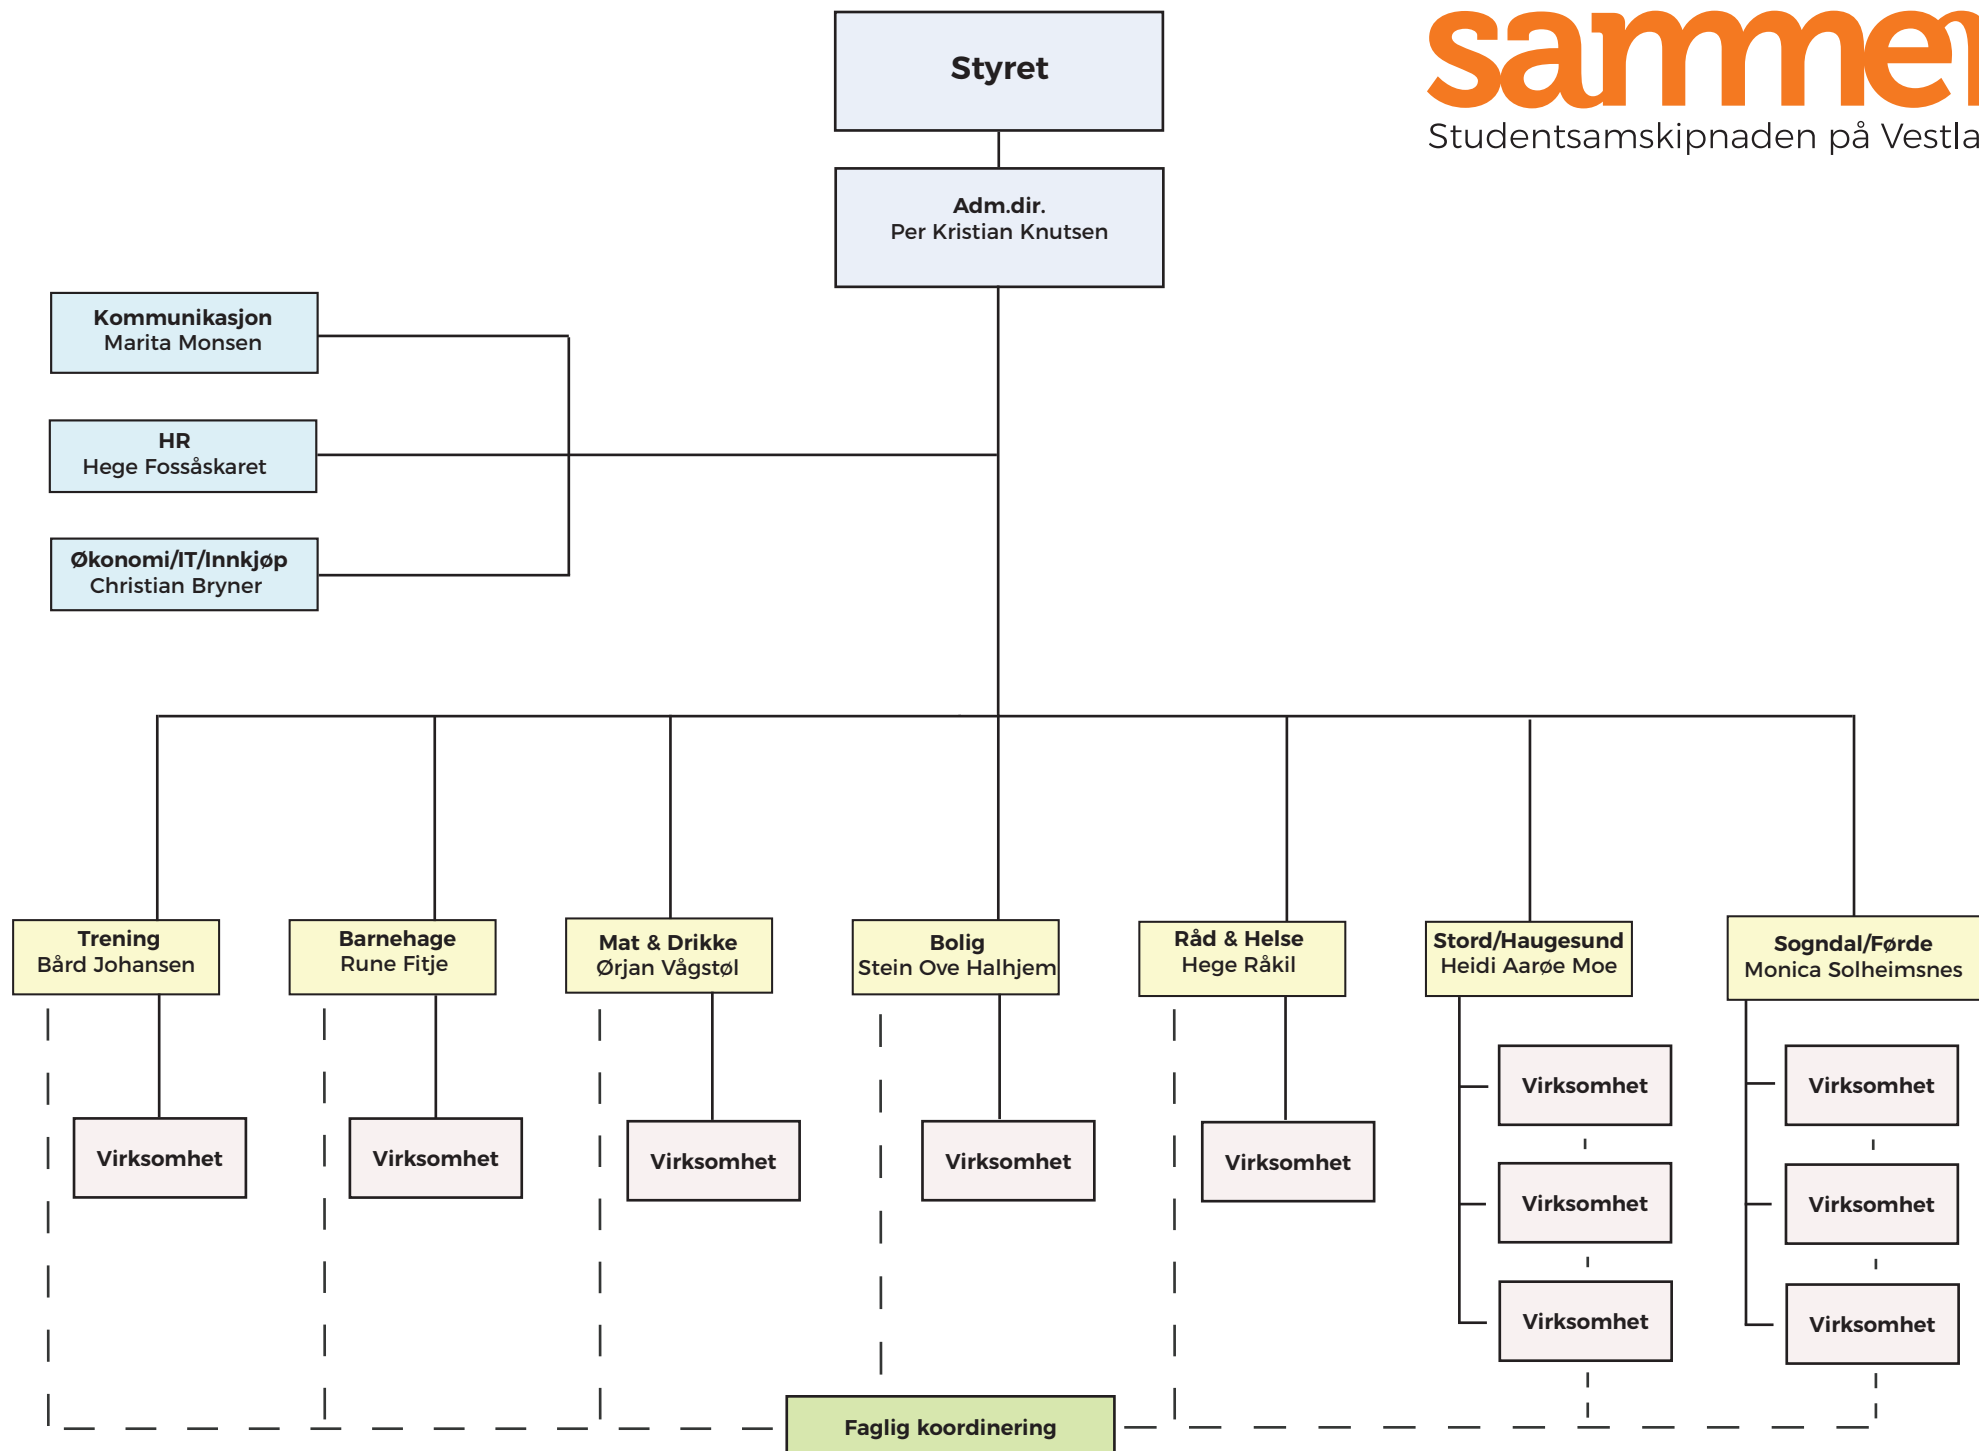 Styret
Studentsamskipnaden på
Adm.dir.
Per Kristian Knutsen
Kommunikasjon
Marita Monsen
HR
Hege Fossåskaret
Økonomi/IT/Innkjøp
Christian Bryner
Trening
Bård Johansen
Barnehage
Rune Fitje
Mat & Drikke
Ørjan Vågstøl
Bolig
Stein Ove Halhjem
Råd & Helse
Hege Råkil
Stord/Haugesund
Heidi Aarøe Moe
Sogndal/Førde
Monica Solheimsnes
Virksomhet
Virksomhet
Virksomhet
Virksomhet
Virksomhet
Virksomhet
Virksomhet
Virksomhet
Virksomhet
Virksomhet
Virksomhet
Faglig koordinering